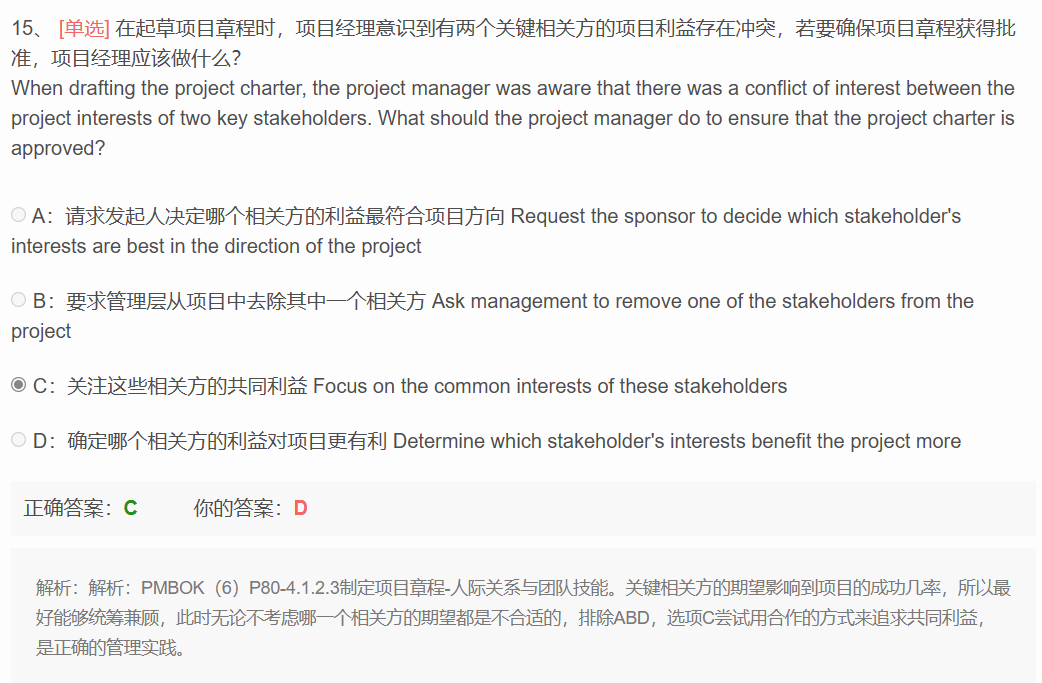 15、 [单选] 在起草项目章程时，项目经理意识到有两个关键相关方的项目利益存在冲突，若要确保项目章程获得批
准，项目经理应该做什么？
When drafting the project charter, the project manager was aware that there was a conflict of interest between the
project interests of two key stakeholders. What should the project manager do to ensure that the project charter is
approved?
A：请求发起人决定哪个相关方的利益最符合项目方向 Request the sponsor to decide which stakeholder's
interests are best in the direction of the project
B：要求管理层从项目中去除其中一个相关方 Ask management to remove one of the stakeholders from the
project
C：关注这些相关方的共同利益 Focus on the common interests of these stakeholders
D：确定哪个相关方的利益对项目更有利 Determine which stakeholder's interests benefit the project more
正确答案：C 你的答案：D
解析：解析：PMBOK（6）P80-4.1.2.3制定项目章程-人际关系与团队技能。关键相关方的期望影响到项目的成功几率，所以最
好能够统筹兼顾，此时无论不考虑哪一个相关方的期望都是不合适的，排除ABD，选项C尝试用合作的方式来追求共同利益，
是正确的管理实践。